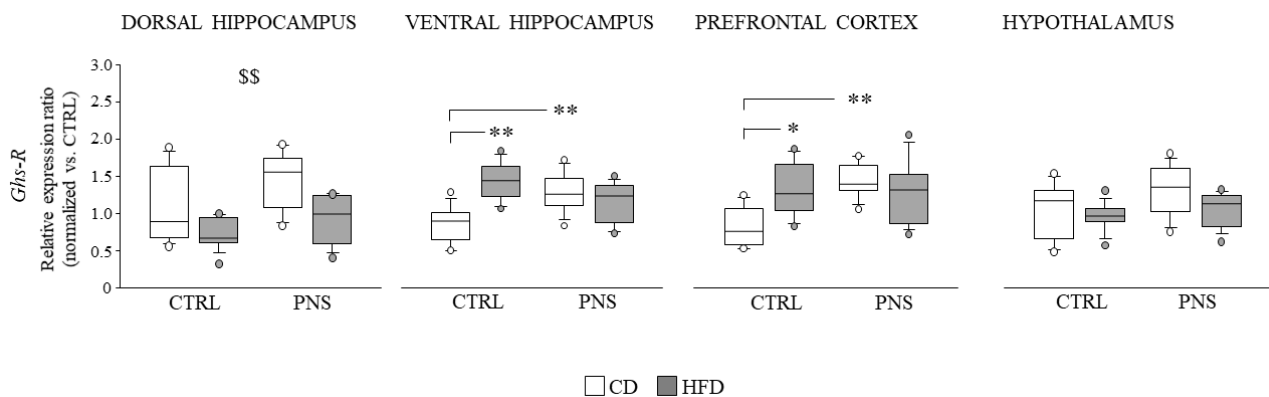 DORSAL HIPPOCAMPUS
VENTRAL HIPPOCAMPUS
PREFRONTAL CORTEX
HYPOTHALAMUS
Ghs-R
Relative expression ratio
(normalized vs. CTRL)
3.0
2.5
2.0
1.5
1.0
0.5
0
$$
**
**
**
*
CTRL PNS
CTRL PNS
CTRL PNS
CTRL PNS
CD HFD